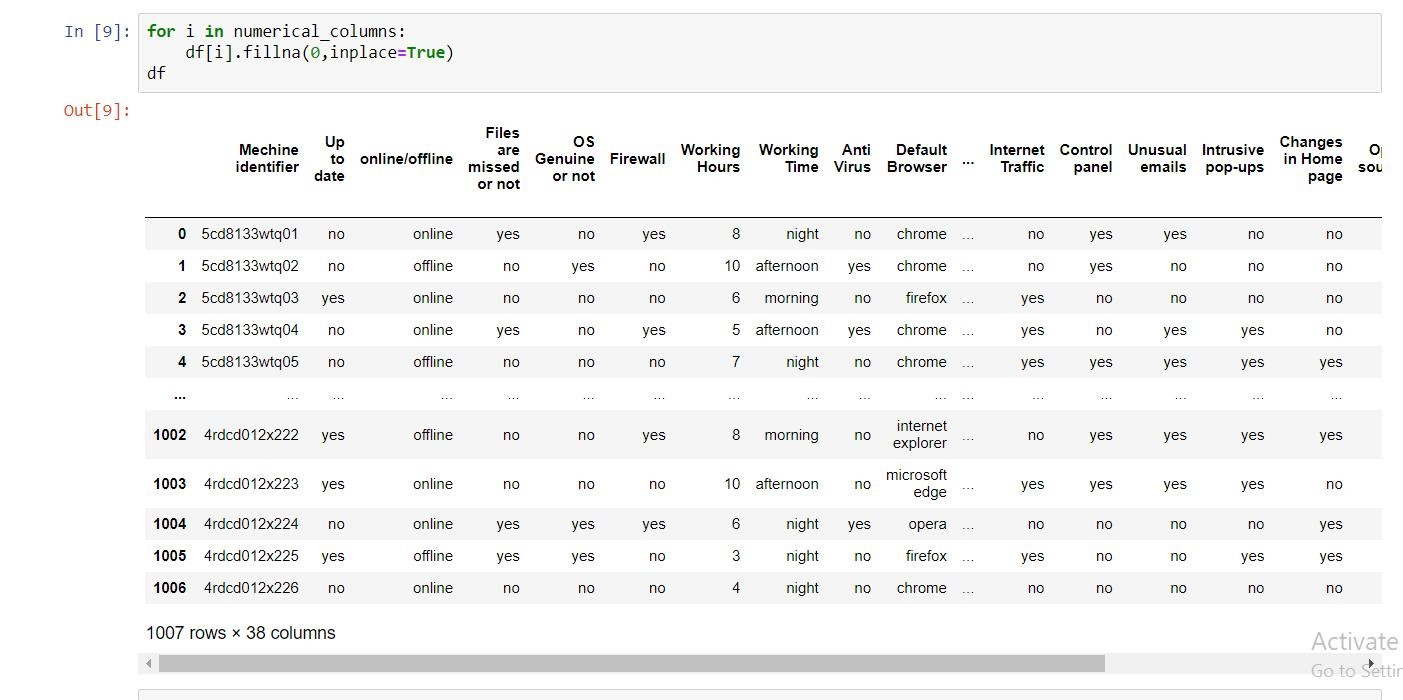 In [9]: for i in numerical_columns:
    df[i].fillna(0,inplace=True)
df
Out[9]:
Mechine identifier Up to date online/offline Files are missed or not OS Genuine or not Firewall Working Hours Working Time Anti Virus Default Browser ... Internet Traffic Control panel Unusual emails Intrusive pop-ups Changes in Home page
0 5cd8133wtq01 no online yes no yes 8 night no chrome ... no yes yes no no
1 5cd8133wtq02 no offline no yes no 10 afternoon yes chrome ... no yes no no no
2 5cd8133wtq03 yes online no no no 6 morning no firefox ... yes no no no no
3 5cd8133wtq04 no online yes no yes 5 afternoon yes chrome ... yes no yes yes no
4 5cd8133wtq05 no offline no no no 7 night no chrome ... yes yes yes yes yes
... ... ... ... ... ... ... ... ... ... ... ... ... ... ... ... ...
1002 4rdcd012x222 yes offline no no yes 8 morning no internet explorer ... no yes yes yes yes
1003 4rdcd012x223 yes online no no no 10 afternoon no microsoft edge ... yes yes yes yes no
1004 4rdcd012x224 no online yes yes yes 6 night yes opera ... no no no no yes
1005 4rdcd012x225 yes offline yes yes no 3 night no firefox ... yes no no yes yes
1006 4rdcd012x226 no online no no no 4 night no chrome ... no no no no no
1007 rows × 38 columns
Activate
Go to Settin